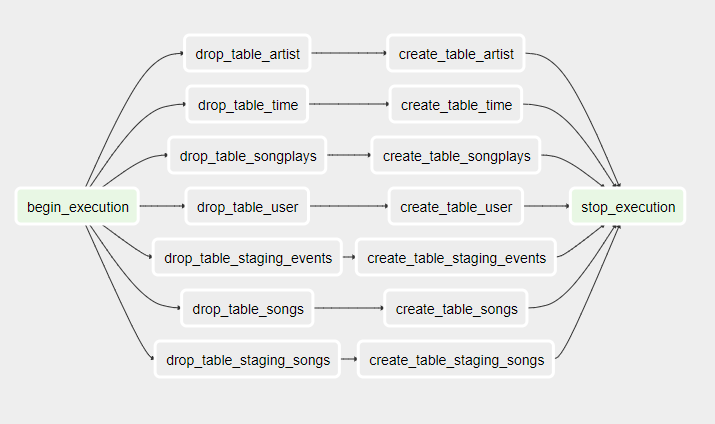 drop_table_artist create_table_artist
drop_table_time create_table_time
drop_table_songplays create_table_songplays
begin_execution drop_table_user create_table_user stop_execution
drop_table_staging_events create_table_staging_events
drop_table_songs create_table_songs
drop_table_staging_songs create_table_staging_songs